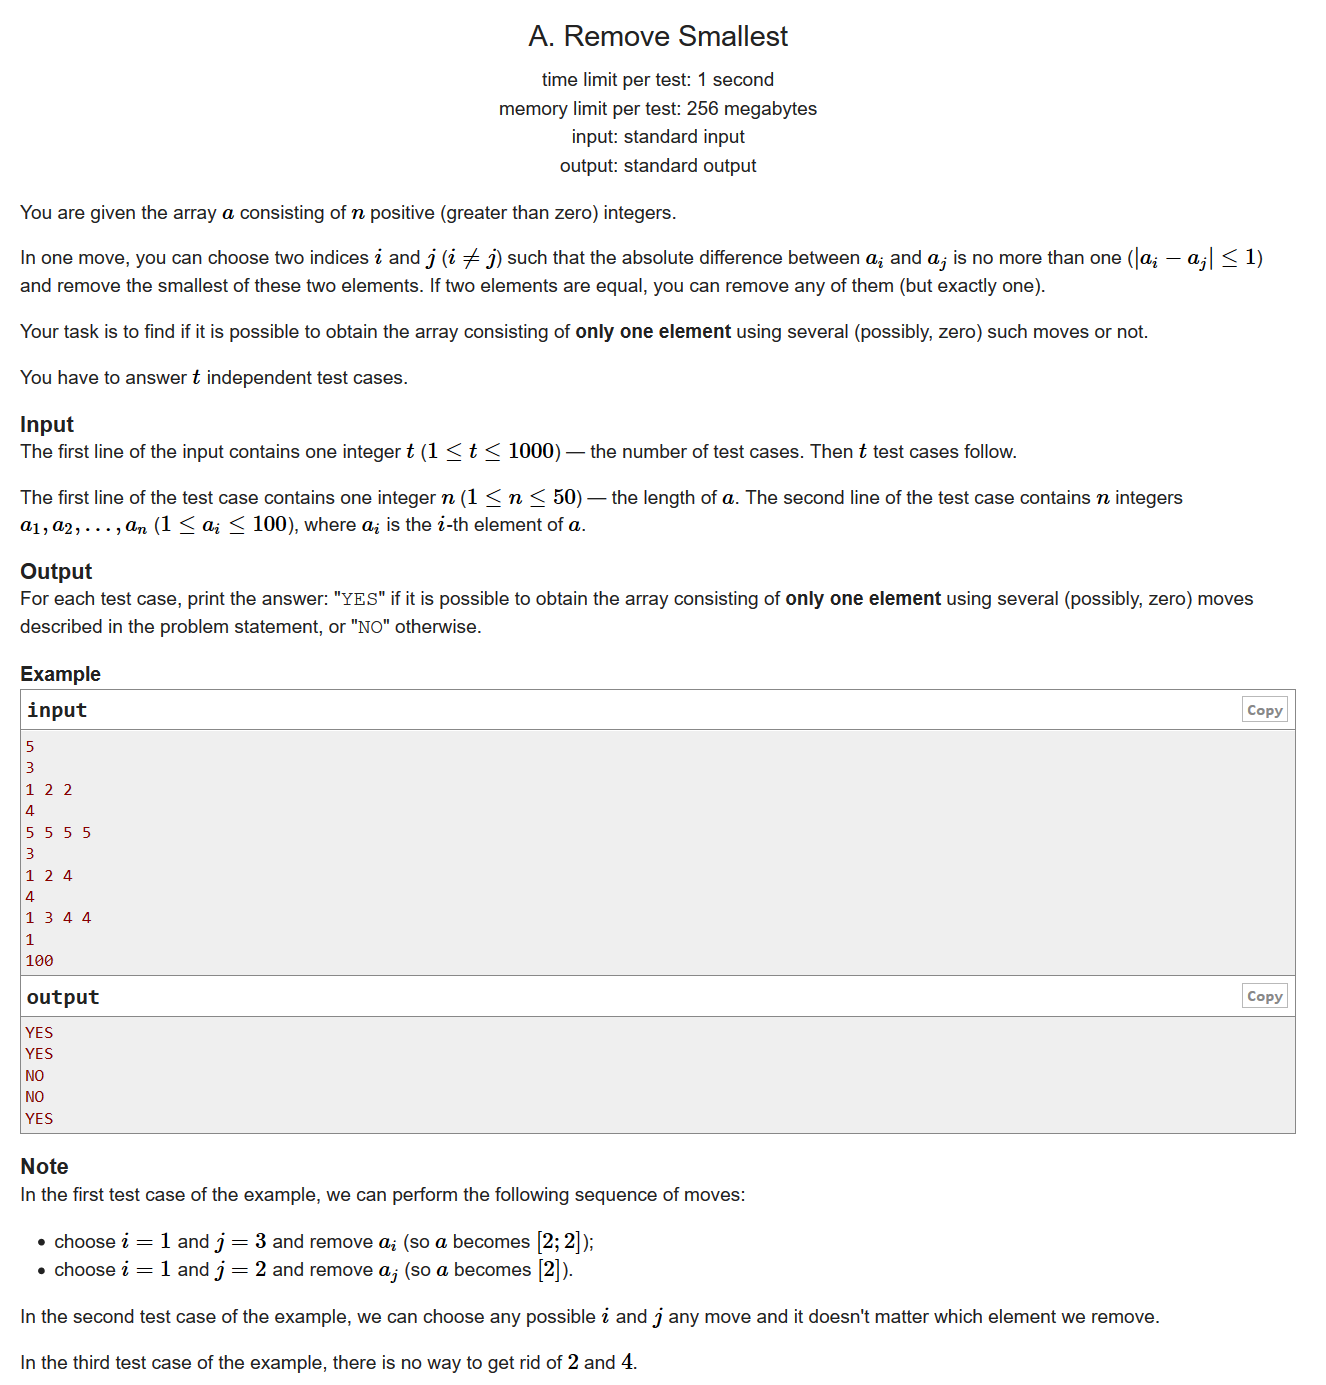 A. Remove Smallest
time limit per test: 1 second
memory limit per test: 256 megabytes
input: standard input
output: standard output
You are given the array a consisting of n positive (greater than zero) integers.
In one move, you can choose two indices i and j (i ≠ j) such that the absolute difference between a_i and a_j is no more than one (|a_i − a_j| ≤ 1)
and remove the smallest of these two elements. If two elements are equal, you can remove any of them (but exactly one).
Your task is to find if it is possible to obtain the array consisting of only one element using several (possibly, zero) such moves or not.
You have to answer t independent test cases.
Input
The first line of the input contains one integer t (1 ≤ t ≤ 1000) — the number of test cases. Then t test cases follow.
The first line of the test case contains one integer n (1 ≤ n ≤ 50) — the length of a. The second line of the test case contains n integers
a_1, a_2, . . . , a_n (1 ≤ a_i ≤ 100), where a_i is the i-th element of a.
Output
For each test case, print the answer: "YES" if it is possible to obtain the array consisting of only one element using several (possibly, zero) moves
described in the problem statement, or "NO" otherwise.
Example
input Copy
5
3
1 2 2
4
5 5 5 5
3
1 2 4
4
1 3 4 4
1
100
output Copy
YES
YES
NO
NO
YES
Note
In the first test case of the example, we can perform the following sequence of moves:
• choose i = 1 and j = 3 and remove a_i (so a becomes [2; 2]);
• choose i = 1 and j = 2 and remove a_j (so a becomes [2]).
In the second test case of the example, we can choose any possible i and j any move and it doesn't matter which element we remove.
In the third test case of the example, there is no way to get rid of 2 and 4.